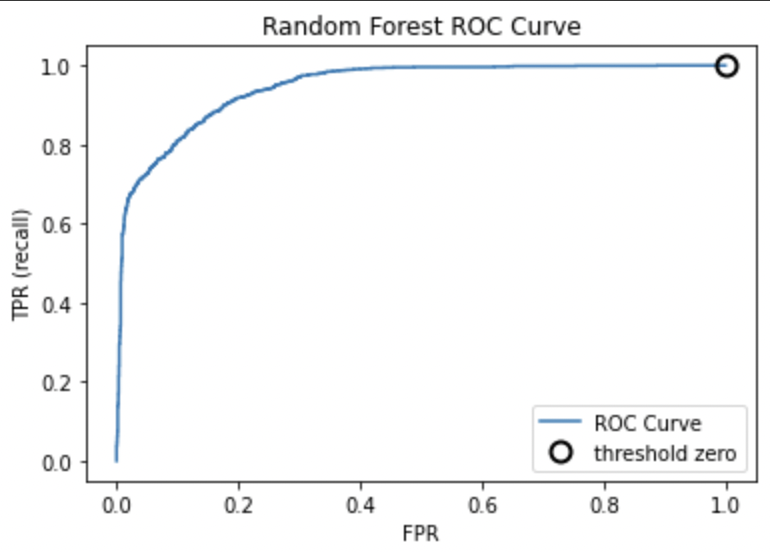 Random Forest ROC Curve
1.0
0.8
0.6
0.4
0.2
0.0
TPR (recall)
ROC Curve
threshold zero
0.0 0.2 0.4 0.6 0.8 1.0
FPR